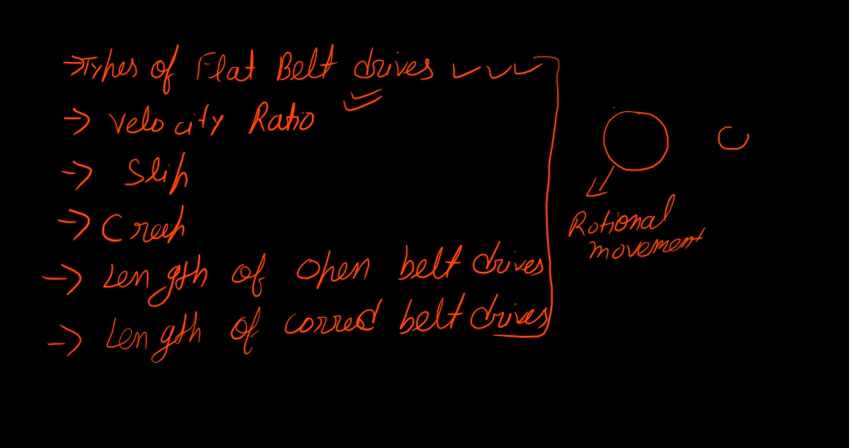 →Types of Flat Belt drives
→ Velocity Ratio
→ Slip
→ Creep
→ Length of open belt drives
→ Length of corred belt drives
Rotional
movement